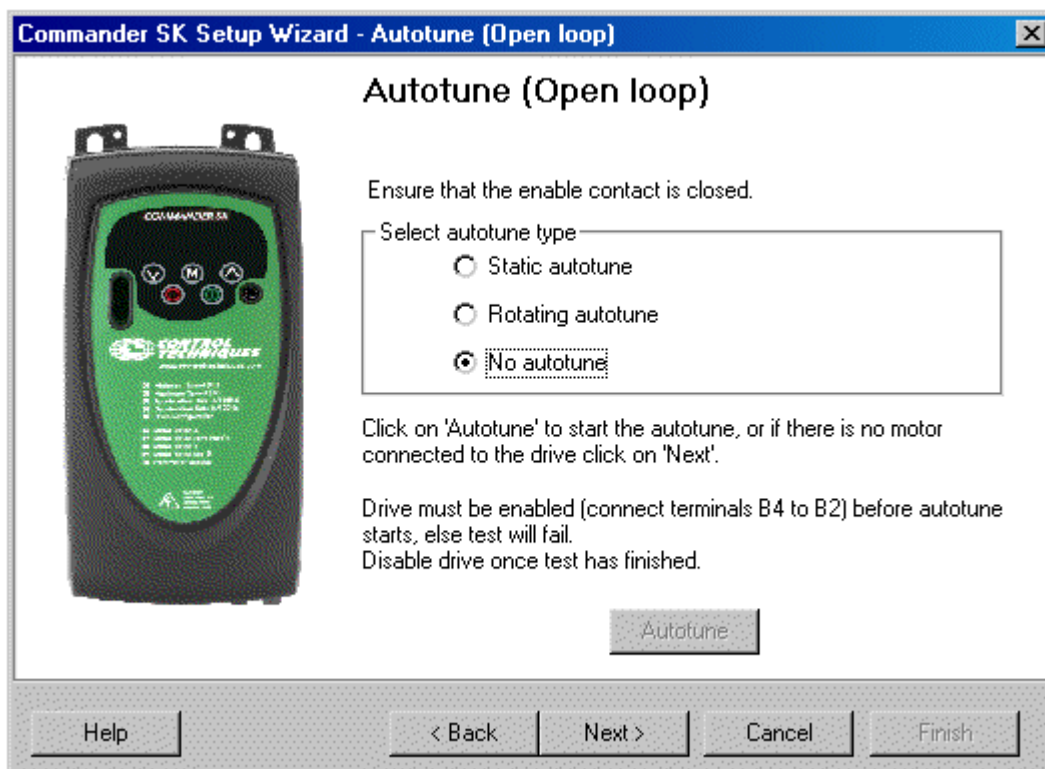 Commander SK Setup Wizard - Autotune (Open loop)
Autotune (Open loop)
COMMANDER SK
M
CONTROL
TECHNIQUES
Ensure that the enable contact is closed.
Select autotune type
Static autotune
Rotating autotune
No autotune
Click on 'Autotune' to start the autotune, or if there is no motor
connected to the drive click on 'Next'.
Drive must be enabled (connect terminals B4 to B2) before autotune
starts, else test will fail.
Disable drive once test has finished.
Autotune
Help
< Back
Next >
Cancel
Finish